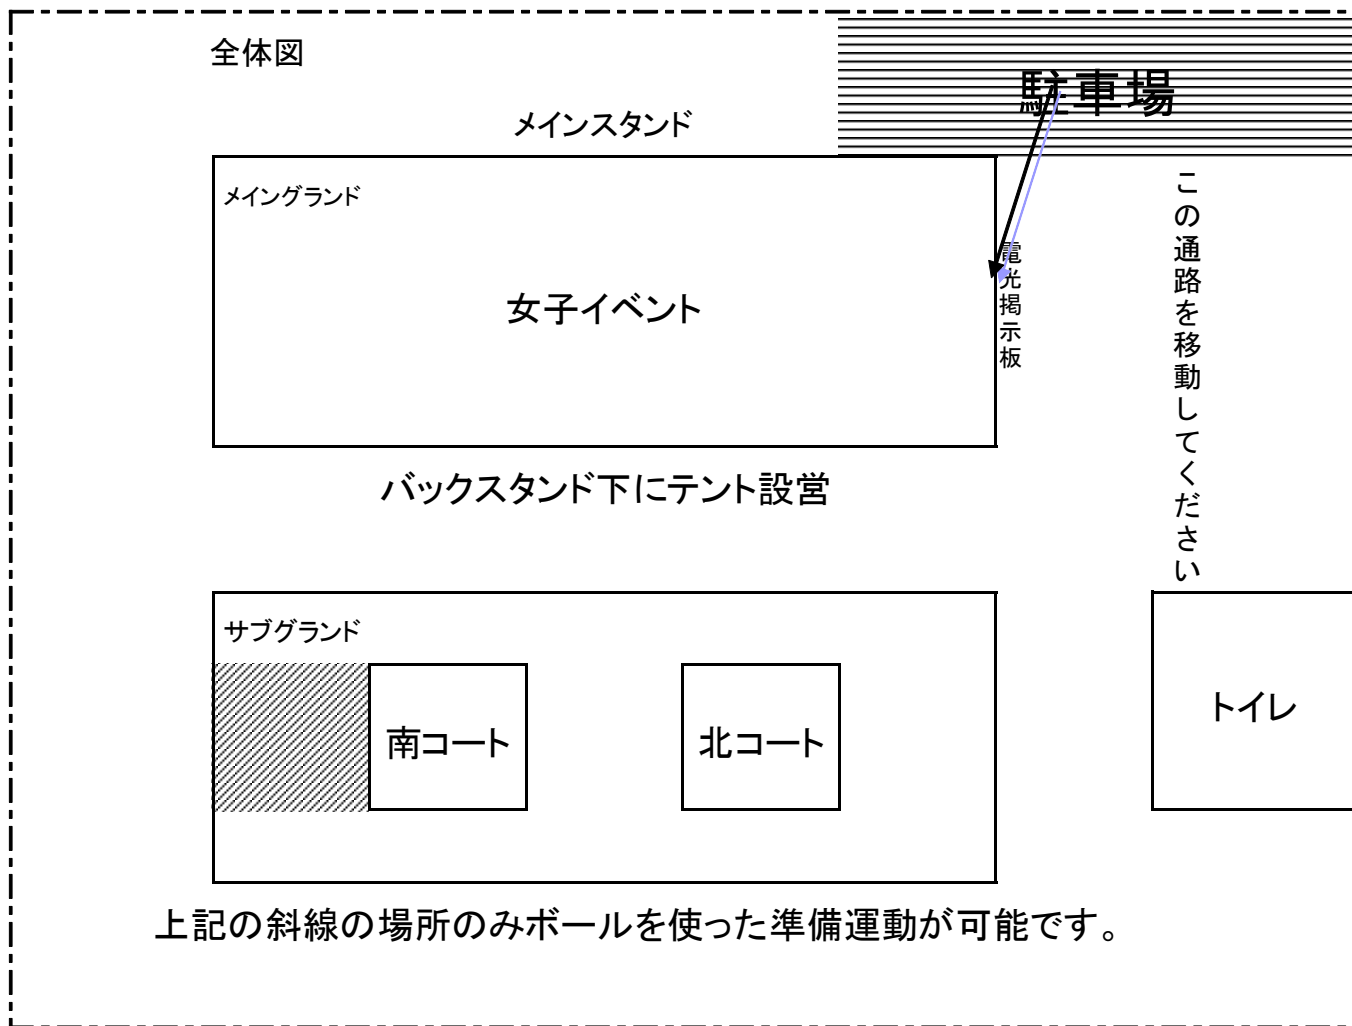 全体図
駐車場
メインスタンド
メイングランド
女子イベント
電光掲示板
この通路を移動してください
バックスタンド下にテント設営
サブグランド
南コート
北コート
トイレ
上記の斜線の場所のみボールを使った準備運動が可能です。